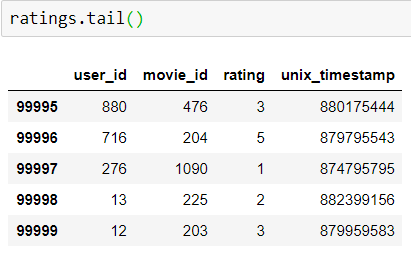 ratings.tail()
user_id movie_id rating unix_timestamp
99995 880 476 3 880175444
99996 716 204 5 879795543
99997 276 1090 1 874795795
99998 13 225 2 882399156
99999 12 203 3 879959583